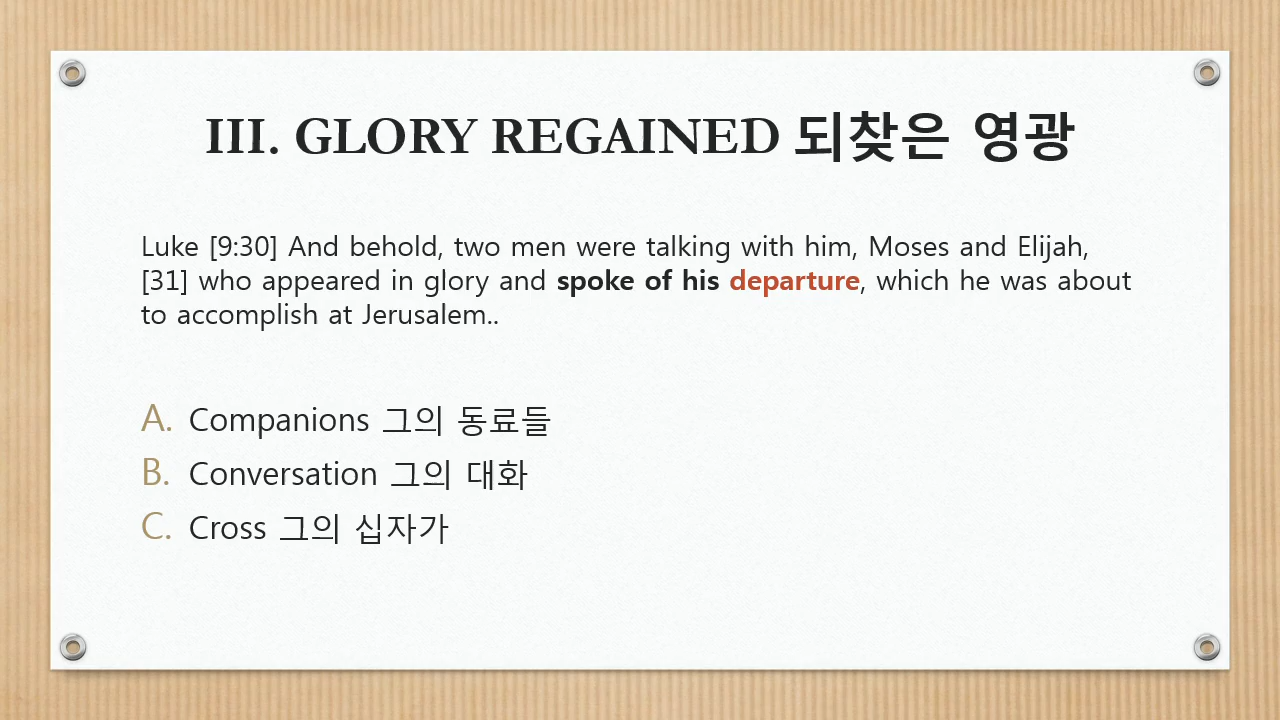 III. GLORY REGAINED 되찾은 영광
Luke [9:30] And behold, two men were talking with him, Moses and Elijah,
[31] who appeared in glory and spoke of his departure, which he was about
to accomplish at Jerusalem..
A. Companions 그의 동료들
B. Conversation 그의 대화
C. Cross 그의 십자가